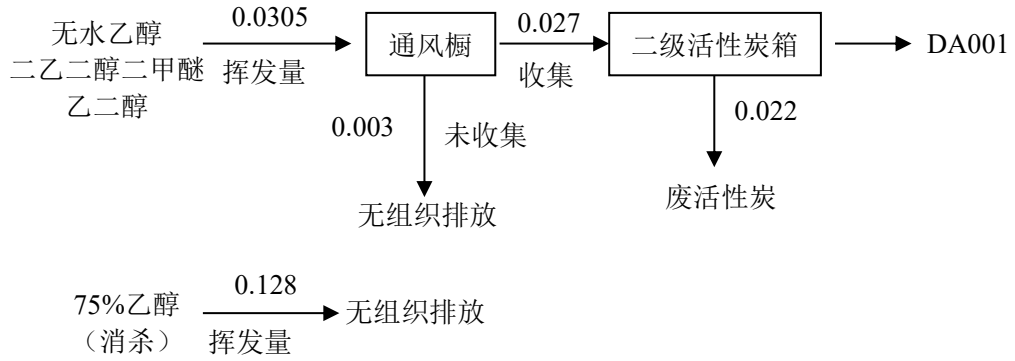 无水乙醇
二乙二醇二甲醚
乙二醇
0.0305
挥发量
通风橱
0.027
收集
二级活性炭箱
DA001
0.003
未收集
无组织排放
0.022
废活性炭
75%乙醇
（消杀）
0.128
挥发量
无组织排放